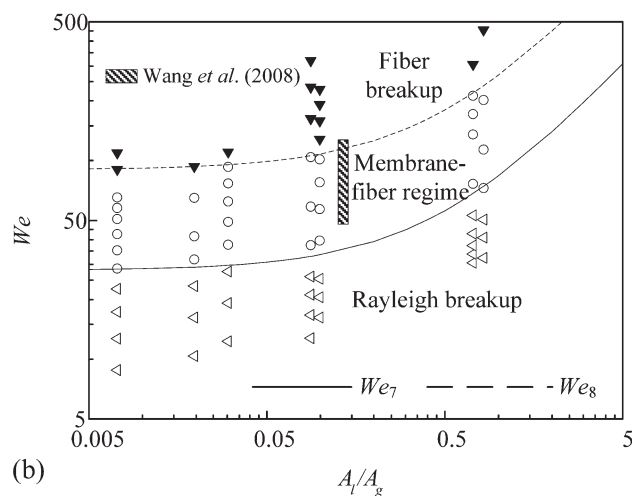 500
Wang et al. (2008)
Fiber
breakup
Membrane-
fiber regime
50
We
Rayleigh breakup
We₇
We₈
5
0.005
0.05
0.5
5
(b)
Aₗ/A_g